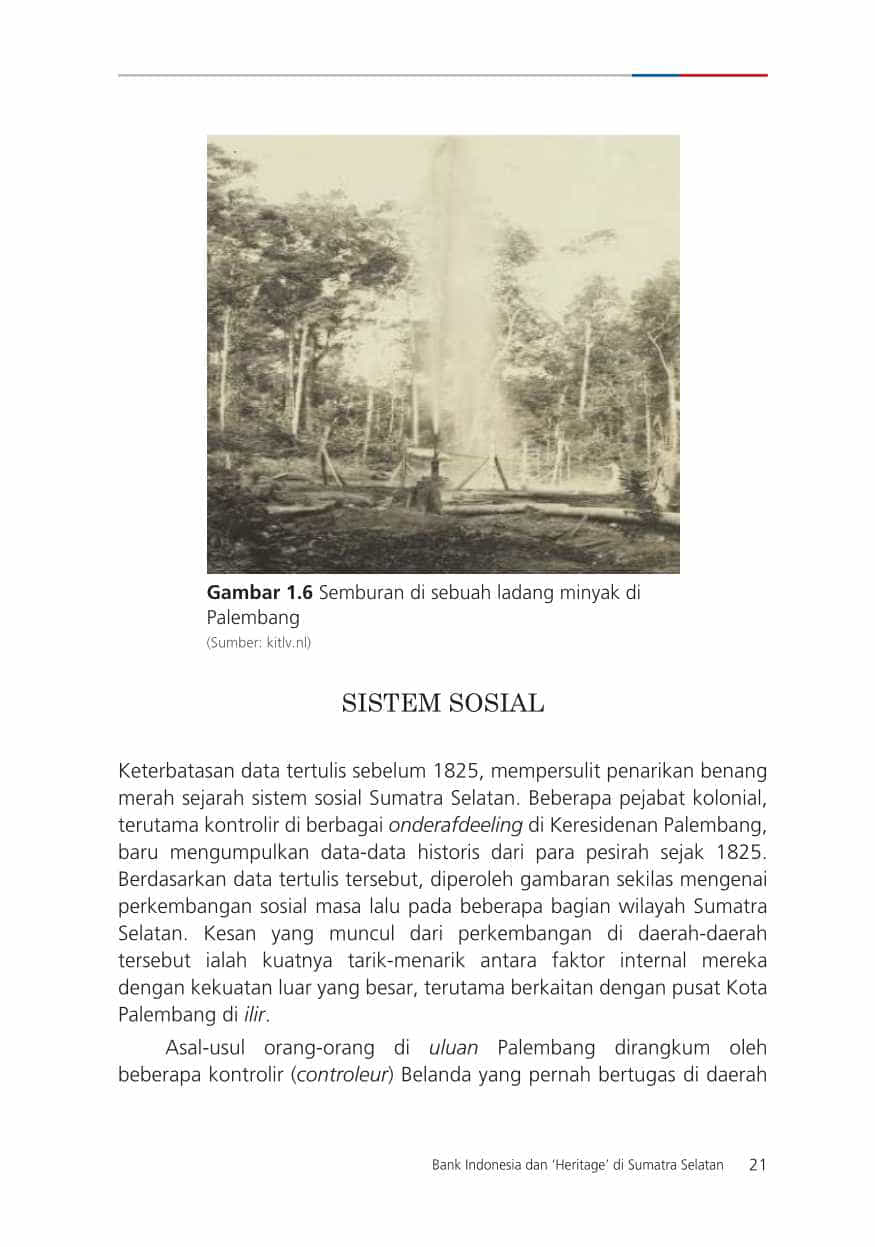 Gambar 1.6 Semburan di sebuah ladang minyak di
Palembang
(Sumber: kitlv.nl)
SISTEM SOSIAL
Keterbatasan data tertulis sebelum 1825, mempersulit penarikan benang
merah sejarah sistem sosial Sumatra Selatan. Beberapa pejabat kolonial,
terutama kontrolir di berbagai onderafdeeling di Keresidenan Palembang,
baru mengumpulkan data-data historis dari para pesirah sejak 1825.
Berdasarkan data tertulis tersebut, diperoleh gambaran sekilas mengenai
perkembangan sosial masa lalu pada beberapa bagian wilayah Sumatra
Selatan. Kesan yang muncul dari perkembangan di daerah-daerah
tersebut ialah kuatnya tarik-menarik antara faktor internal mereka
dengan kekuatan luar yang besar, terutama berkaitan dengan pusat Kota
Palembang di ilir.
Asal-usul orang-orang di uluan Palembang dirangkum oleh
beberapa kontrolir (controleur) Belanda yang pernah bertugas di daerah
Bank Indonesia dan ‘Heritage’ di Sumatra Selatan 21